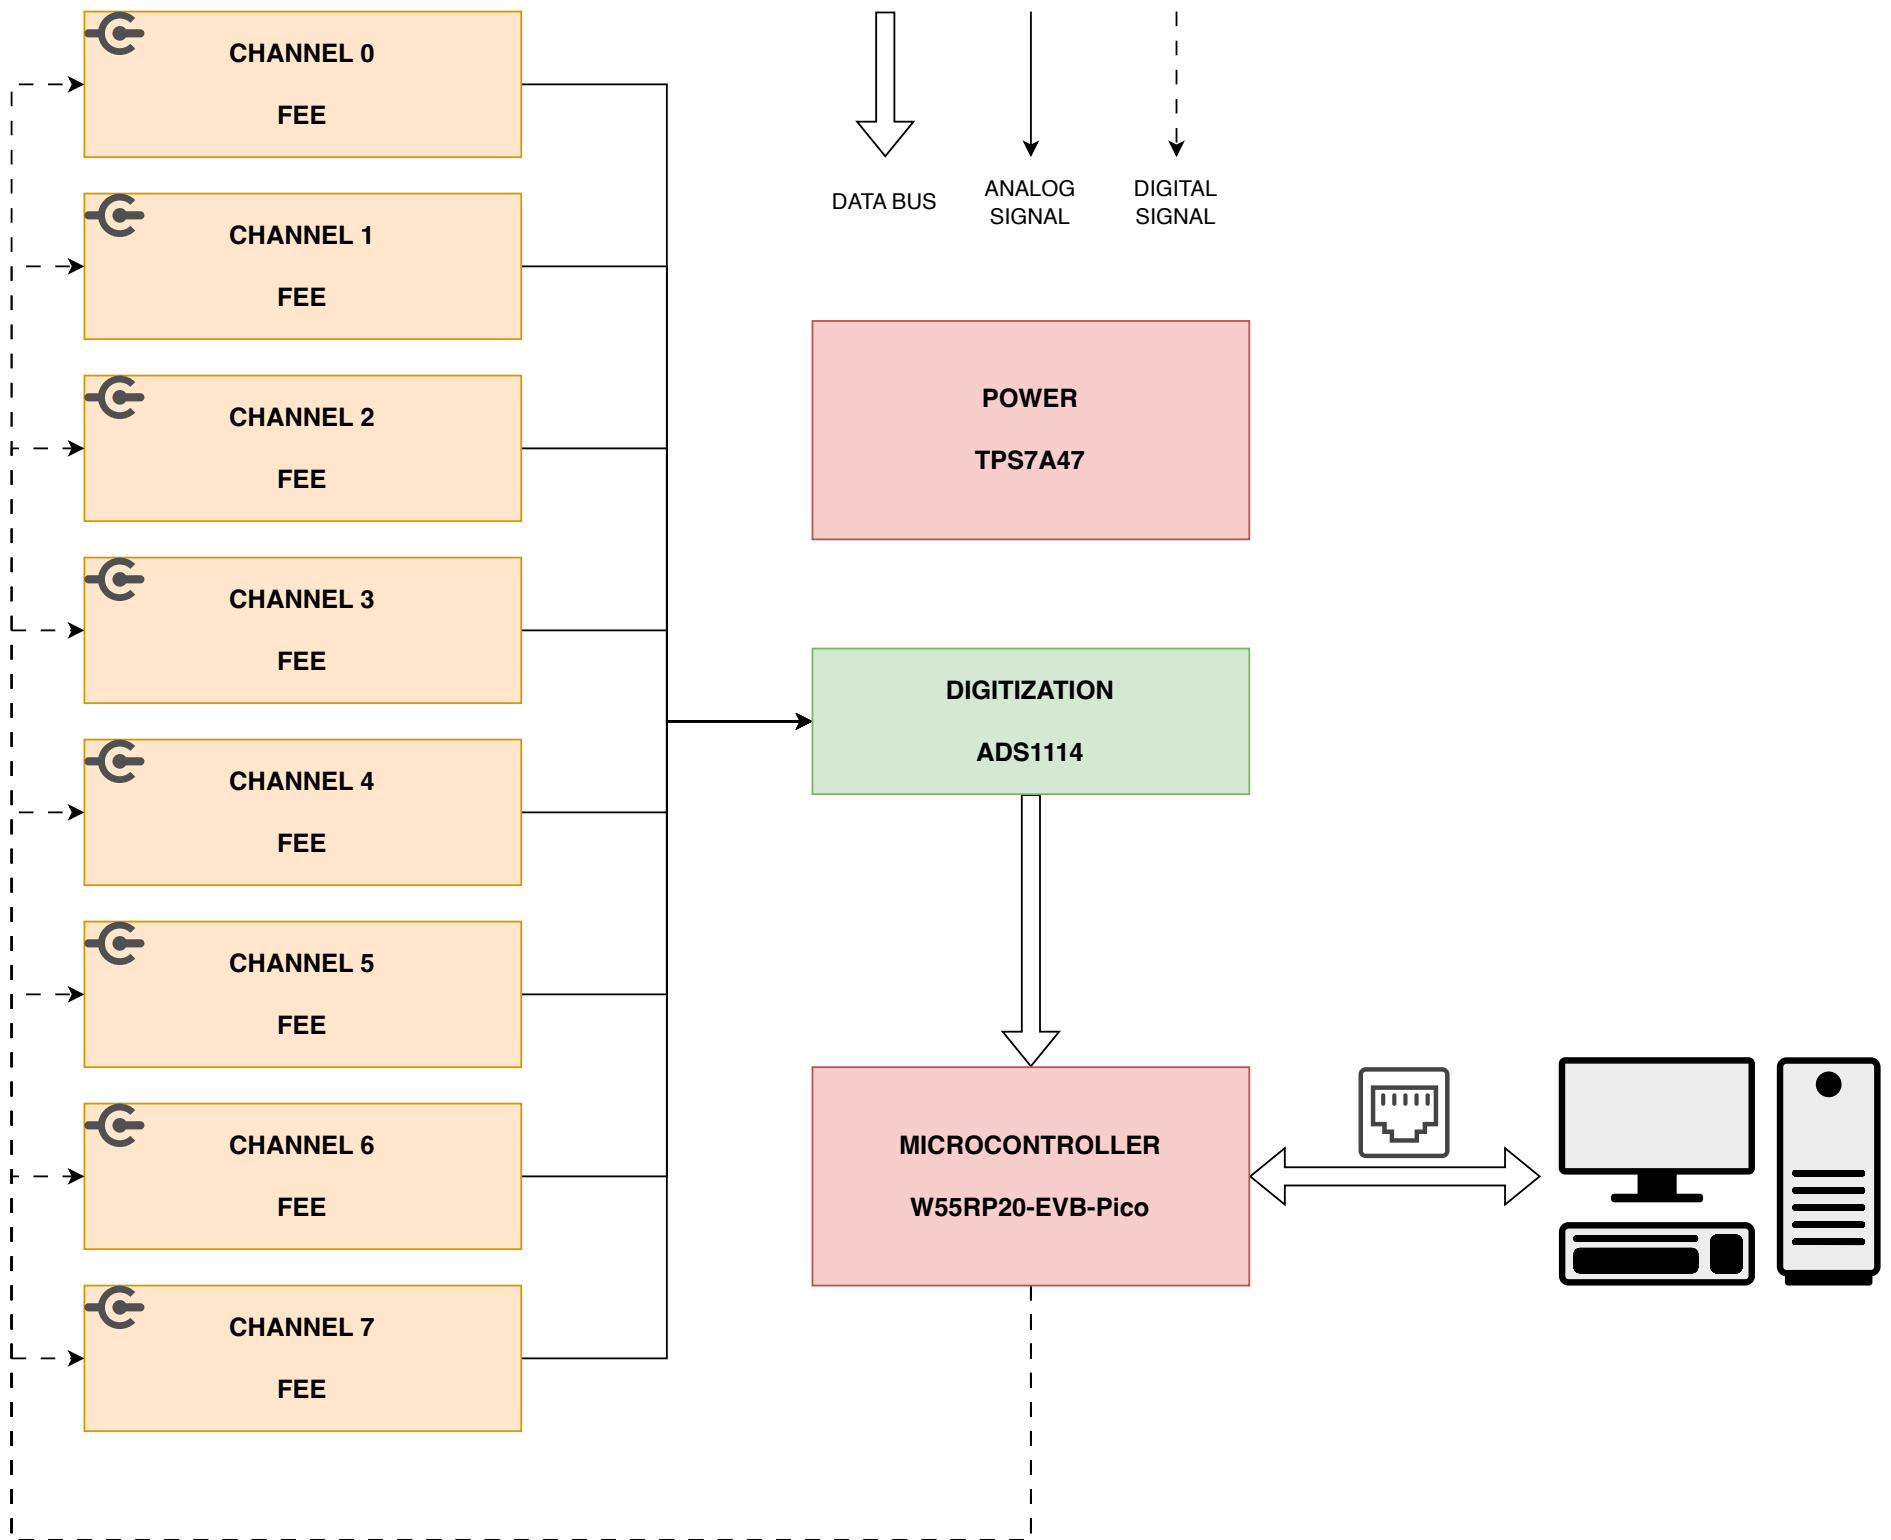 CHANNEL 0
FEE
CHANNEL 1
FEE
CHANNEL 2
FEE
CHANNEL 3
FEE
CHANNEL 4
FEE
CHANNEL 5
FEE
CHANNEL 6
FEE
CHANNEL 7
FEE
DATA BUS
ANALOG
SIGNAL
DIGITAL
SIGNAL
POWER
TPS7A47
DIGITIZATION
ADS1114
MICROCONTROLLER
W55RP20-EVB-Pico